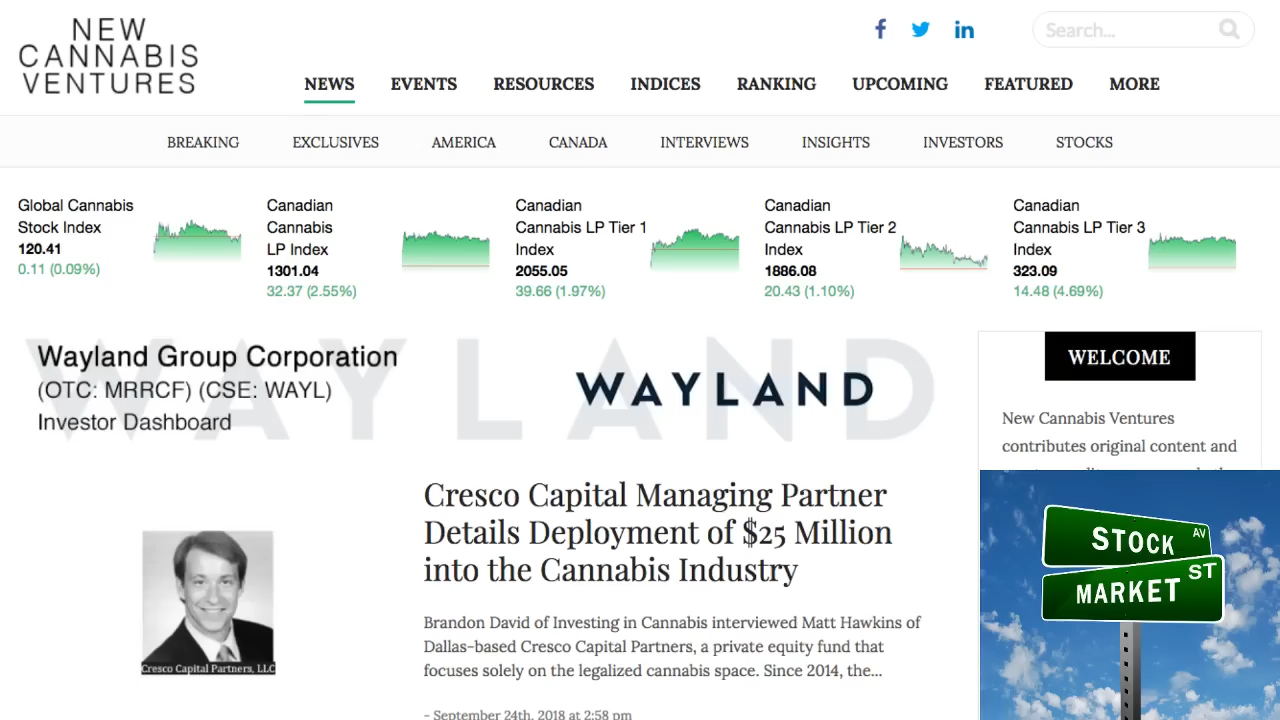 NEW
CANNABIS
VENTURES
Search...
NEWS EVENTS RESOURCES INDICES RANKING UPCOMING FEATURED MORE
BREAKING EXCLUSIVES AMERICA CANADA INTERVIEWS INSIGHTS INVESTORS STOCKS
Global Cannabis
Stock Index
120.41
0.11 (0.09%)
Canadian
Cannabis
LP Index
1301.04
32.37 (2.55%)
Canadian
Cannabis LP Tier 1
Index
2055.05
39.66 (1.97%)
Canadian
Cannabis LP Tier 2
Index
1886.08
20.43 (1.10%)
Canadian
Cannabis LP Tier 3
Index
323.09
14.48 (4.69%)
WAYLAND
Wayland Group Corporation
(OTC: MRRCF) (CSE: WAYL)
Investor Dashboard
WAYLAND
WELCOME
New Cannabis Ventures
contributes original content and
Cresco Capital Managing Partner
Details Deployment of $25 Million
into the Cannabis Industry
Cresco Capital Partners, LLC
Brandon David of Investing in Cannabis interviewed Matt Hawkins of
Dallas-based Cresco Capital Partners, a private equity fund that
focuses solely on the legalized cannabis space. Since 2014, the...
- September 24th, 2018 at 2:58 pm
STOCK AV
MARKET ST